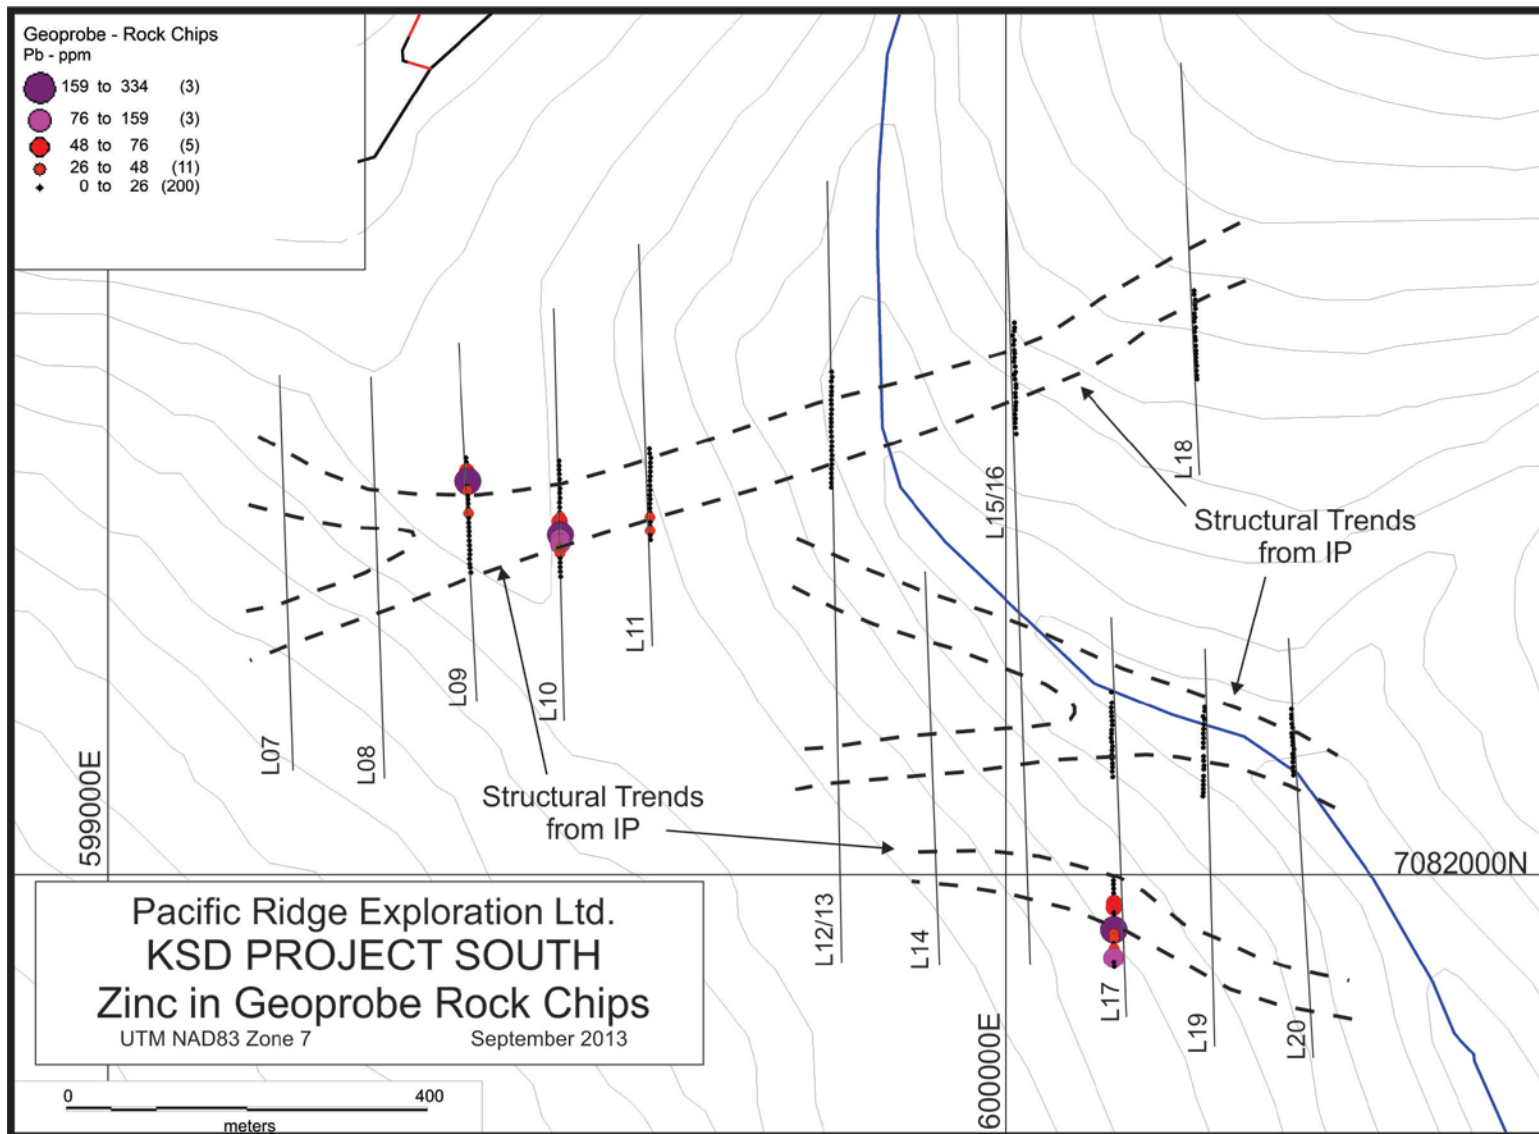 Geoprobe - Rock Chips
Pb - ppm
159 to 334 (3)
76 to 159 (3)
48 to 76 (5)
26 to 48 (11)
0 to 26 (200)
L18
L15/16
Structural Trends
from IP
L11
L09
L10
L07
L08
599000E
Structural Trends
from IP
7082000N
L12/13
L14
L17
L19
L20
600000E
Pacific Ridge Exploration Ltd.
KSD PROJECT SOUTH
Zinc in Geoprobe Rock Chips
UTM NAD83 Zone 7 September 2013
0 400
meters